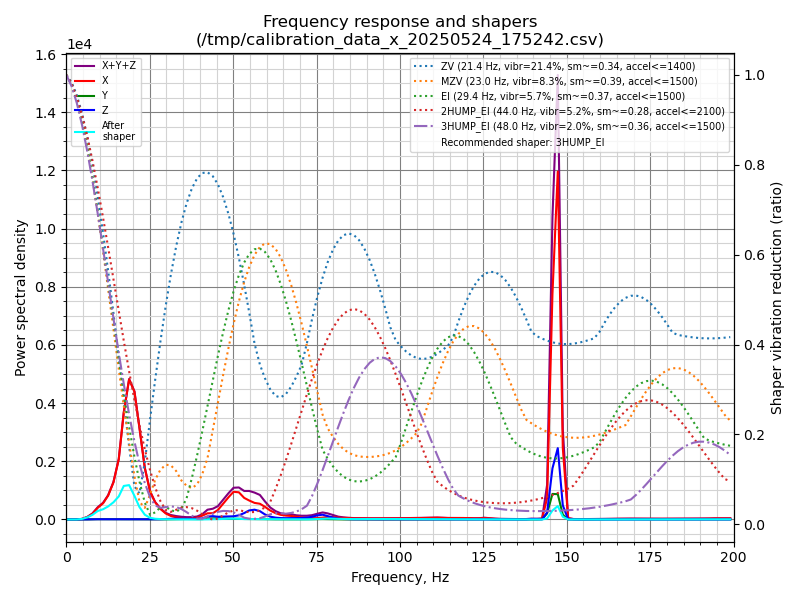 Frequency response and shapers
(/tmp/calibration_data_x_20250524_175242.csv)
1e4
X+Y+Z
X
Y
Z
After
shaper
ZV (21.4 Hz, vibr=21.4%, sm~=0.34, accel<=1400)
MZV (23.0 Hz, vibr=8.3%, sm~=0.39, accel<=1500)
EI (29.4 Hz, vibr=5.7%, sm~=0.37, accel<=1500)
2HUMP_EI (44.0 Hz, vibr=5.2%, sm~=0.28, accel<=2100)
3HUMP_EI (48.0 Hz, vibr=2.0%, sm~=0.36, accel<=1500)
Recommended shaper: 3HUMP_EI
Power spectral density
1.6
1.4
1.2
1.0
0.8
0.6
0.4
0.2
0.0
1.0
0.8
0.6
0.4
0.2
0.0
Shaper vibration reduction (ratio)
0 25 50 75 100 125 150 175 200
Frequency, Hz